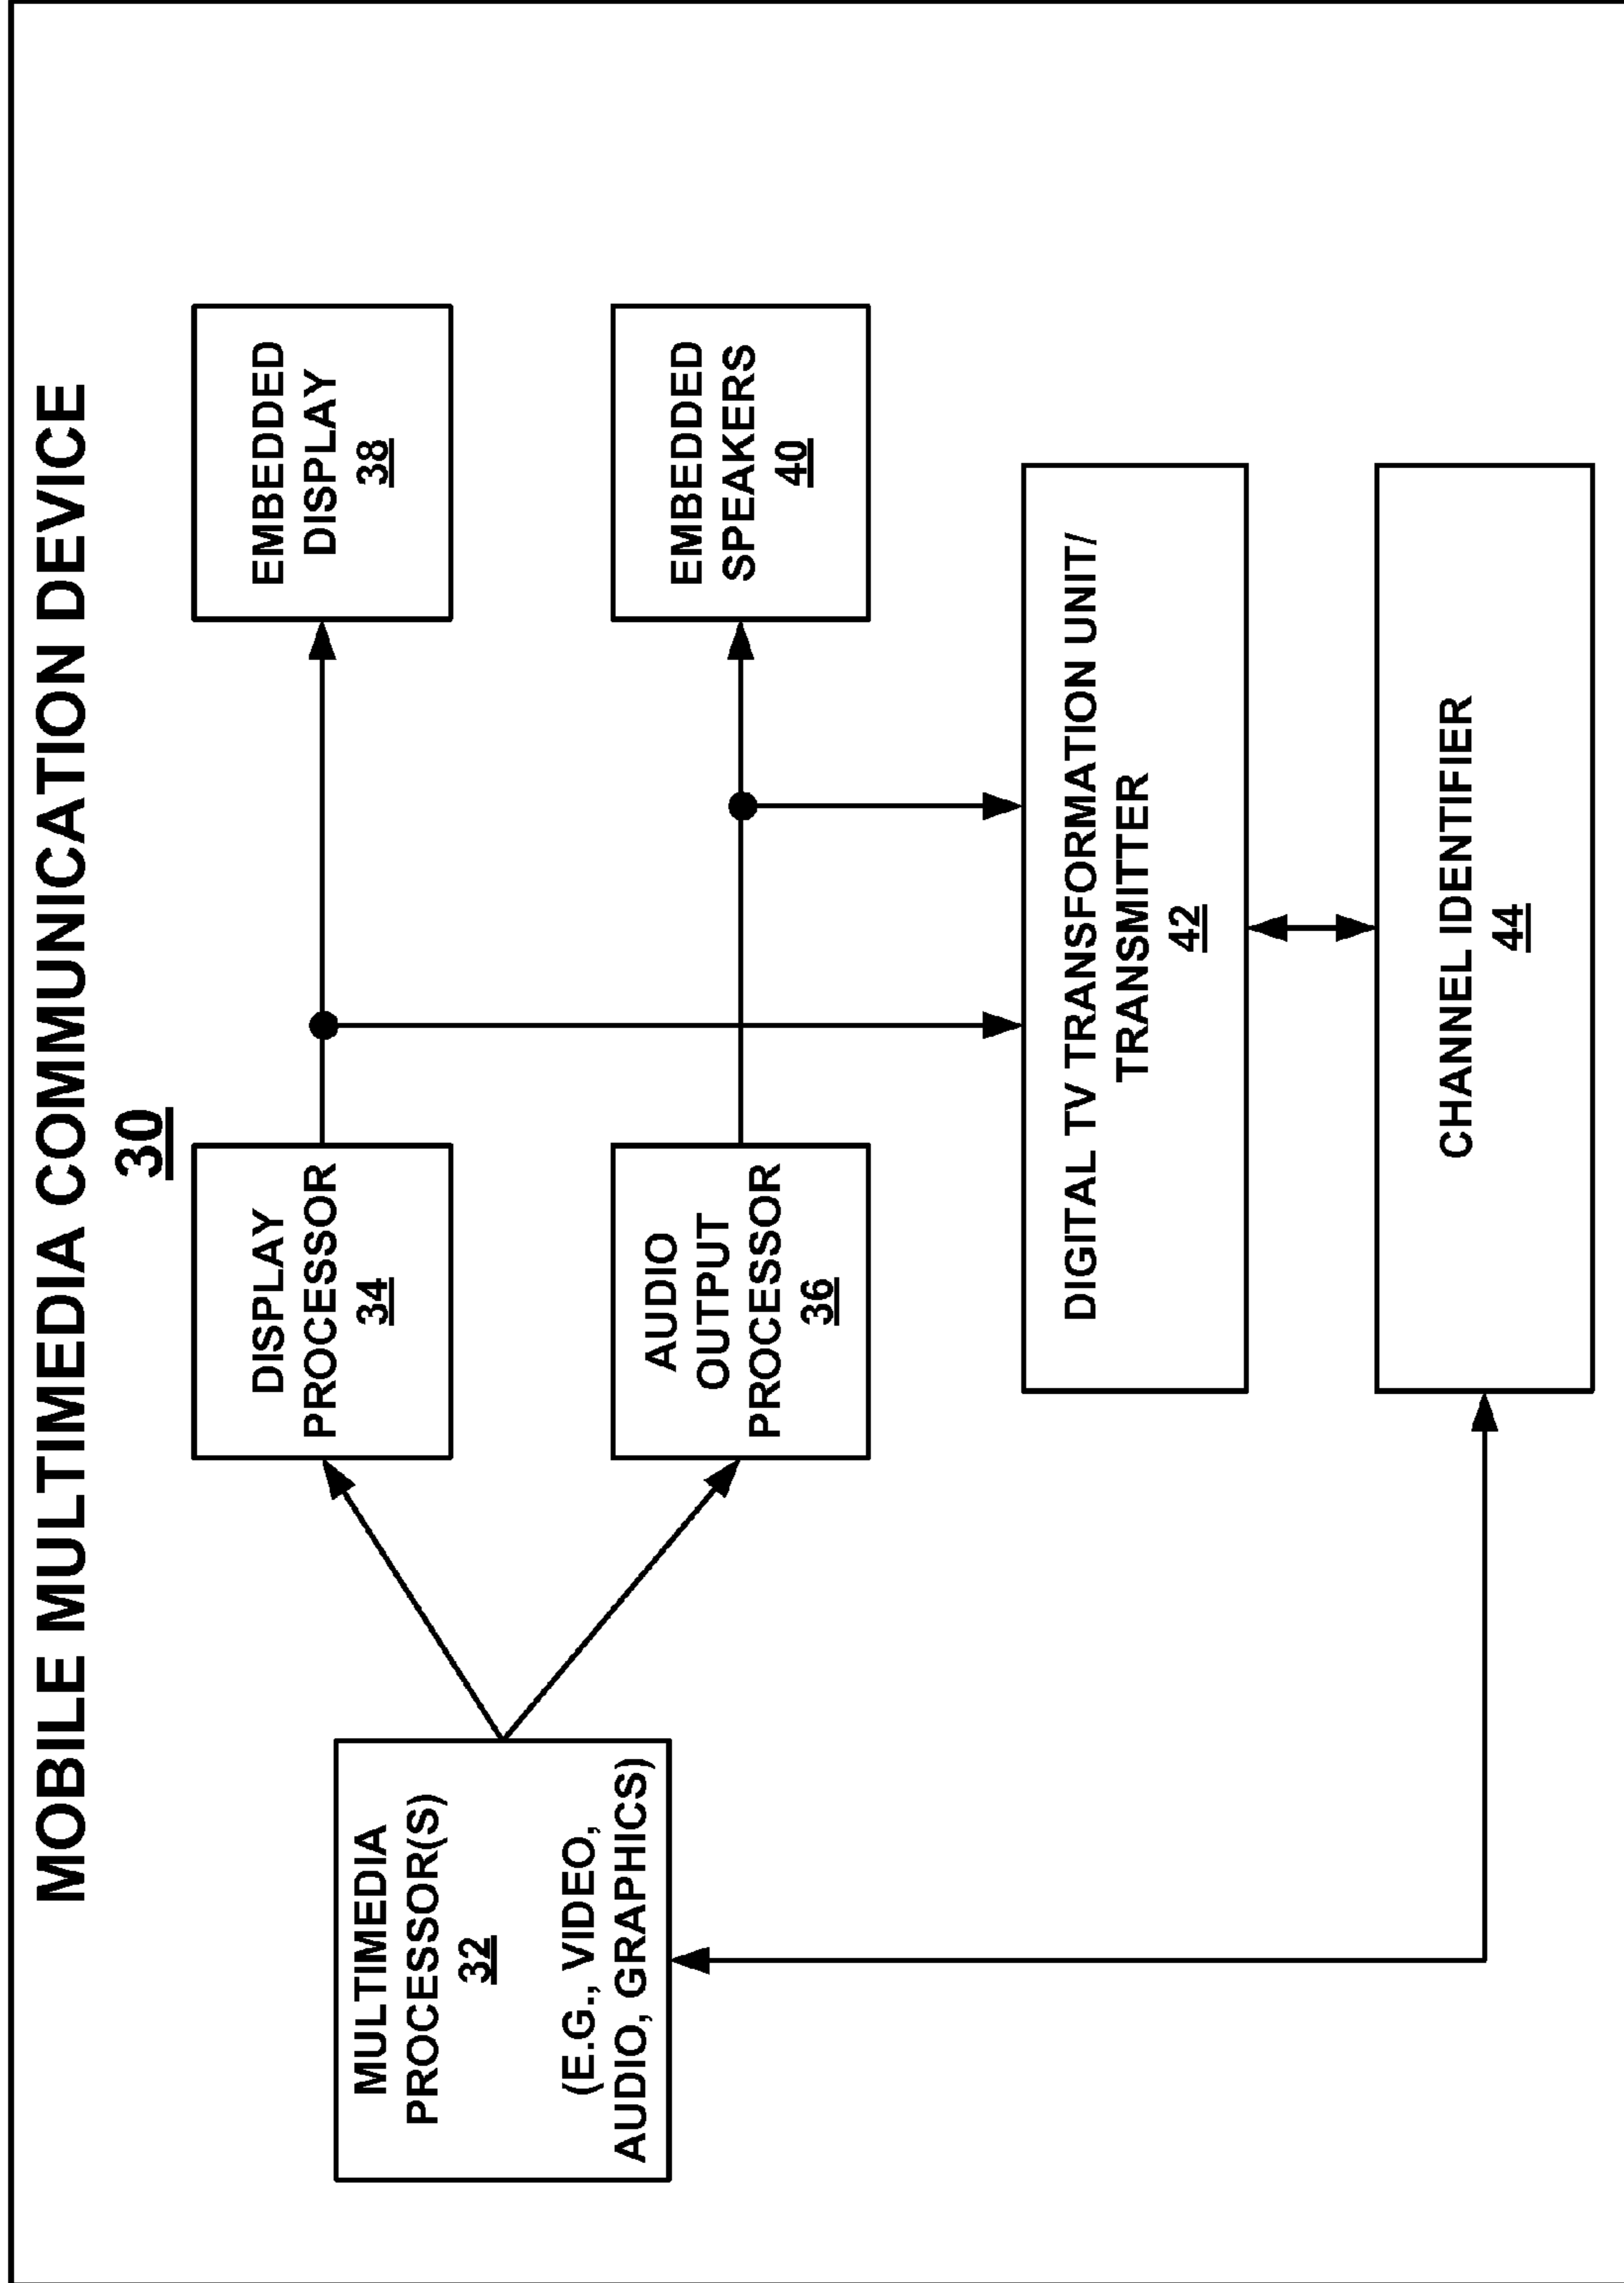 MOBILE MULTIMEDIA COMMUNICATION DEVICE
30
MULTIMEDIA
PROCESSOR(S)
32
(E.G., VIDEO,
AUDIO, GRAPHICS)
DISPLAY
PROCESSOR
34
EMBEDDED
DISPLAY
38
AUDIO
OUTPUT
PROCESSOR
36
EMBEDDED
SPEAKERS
40
DIGITAL TV TRANSFORMATION UNIT/
TRANSMITTER
42
CHANNEL IDENTIFIER
44